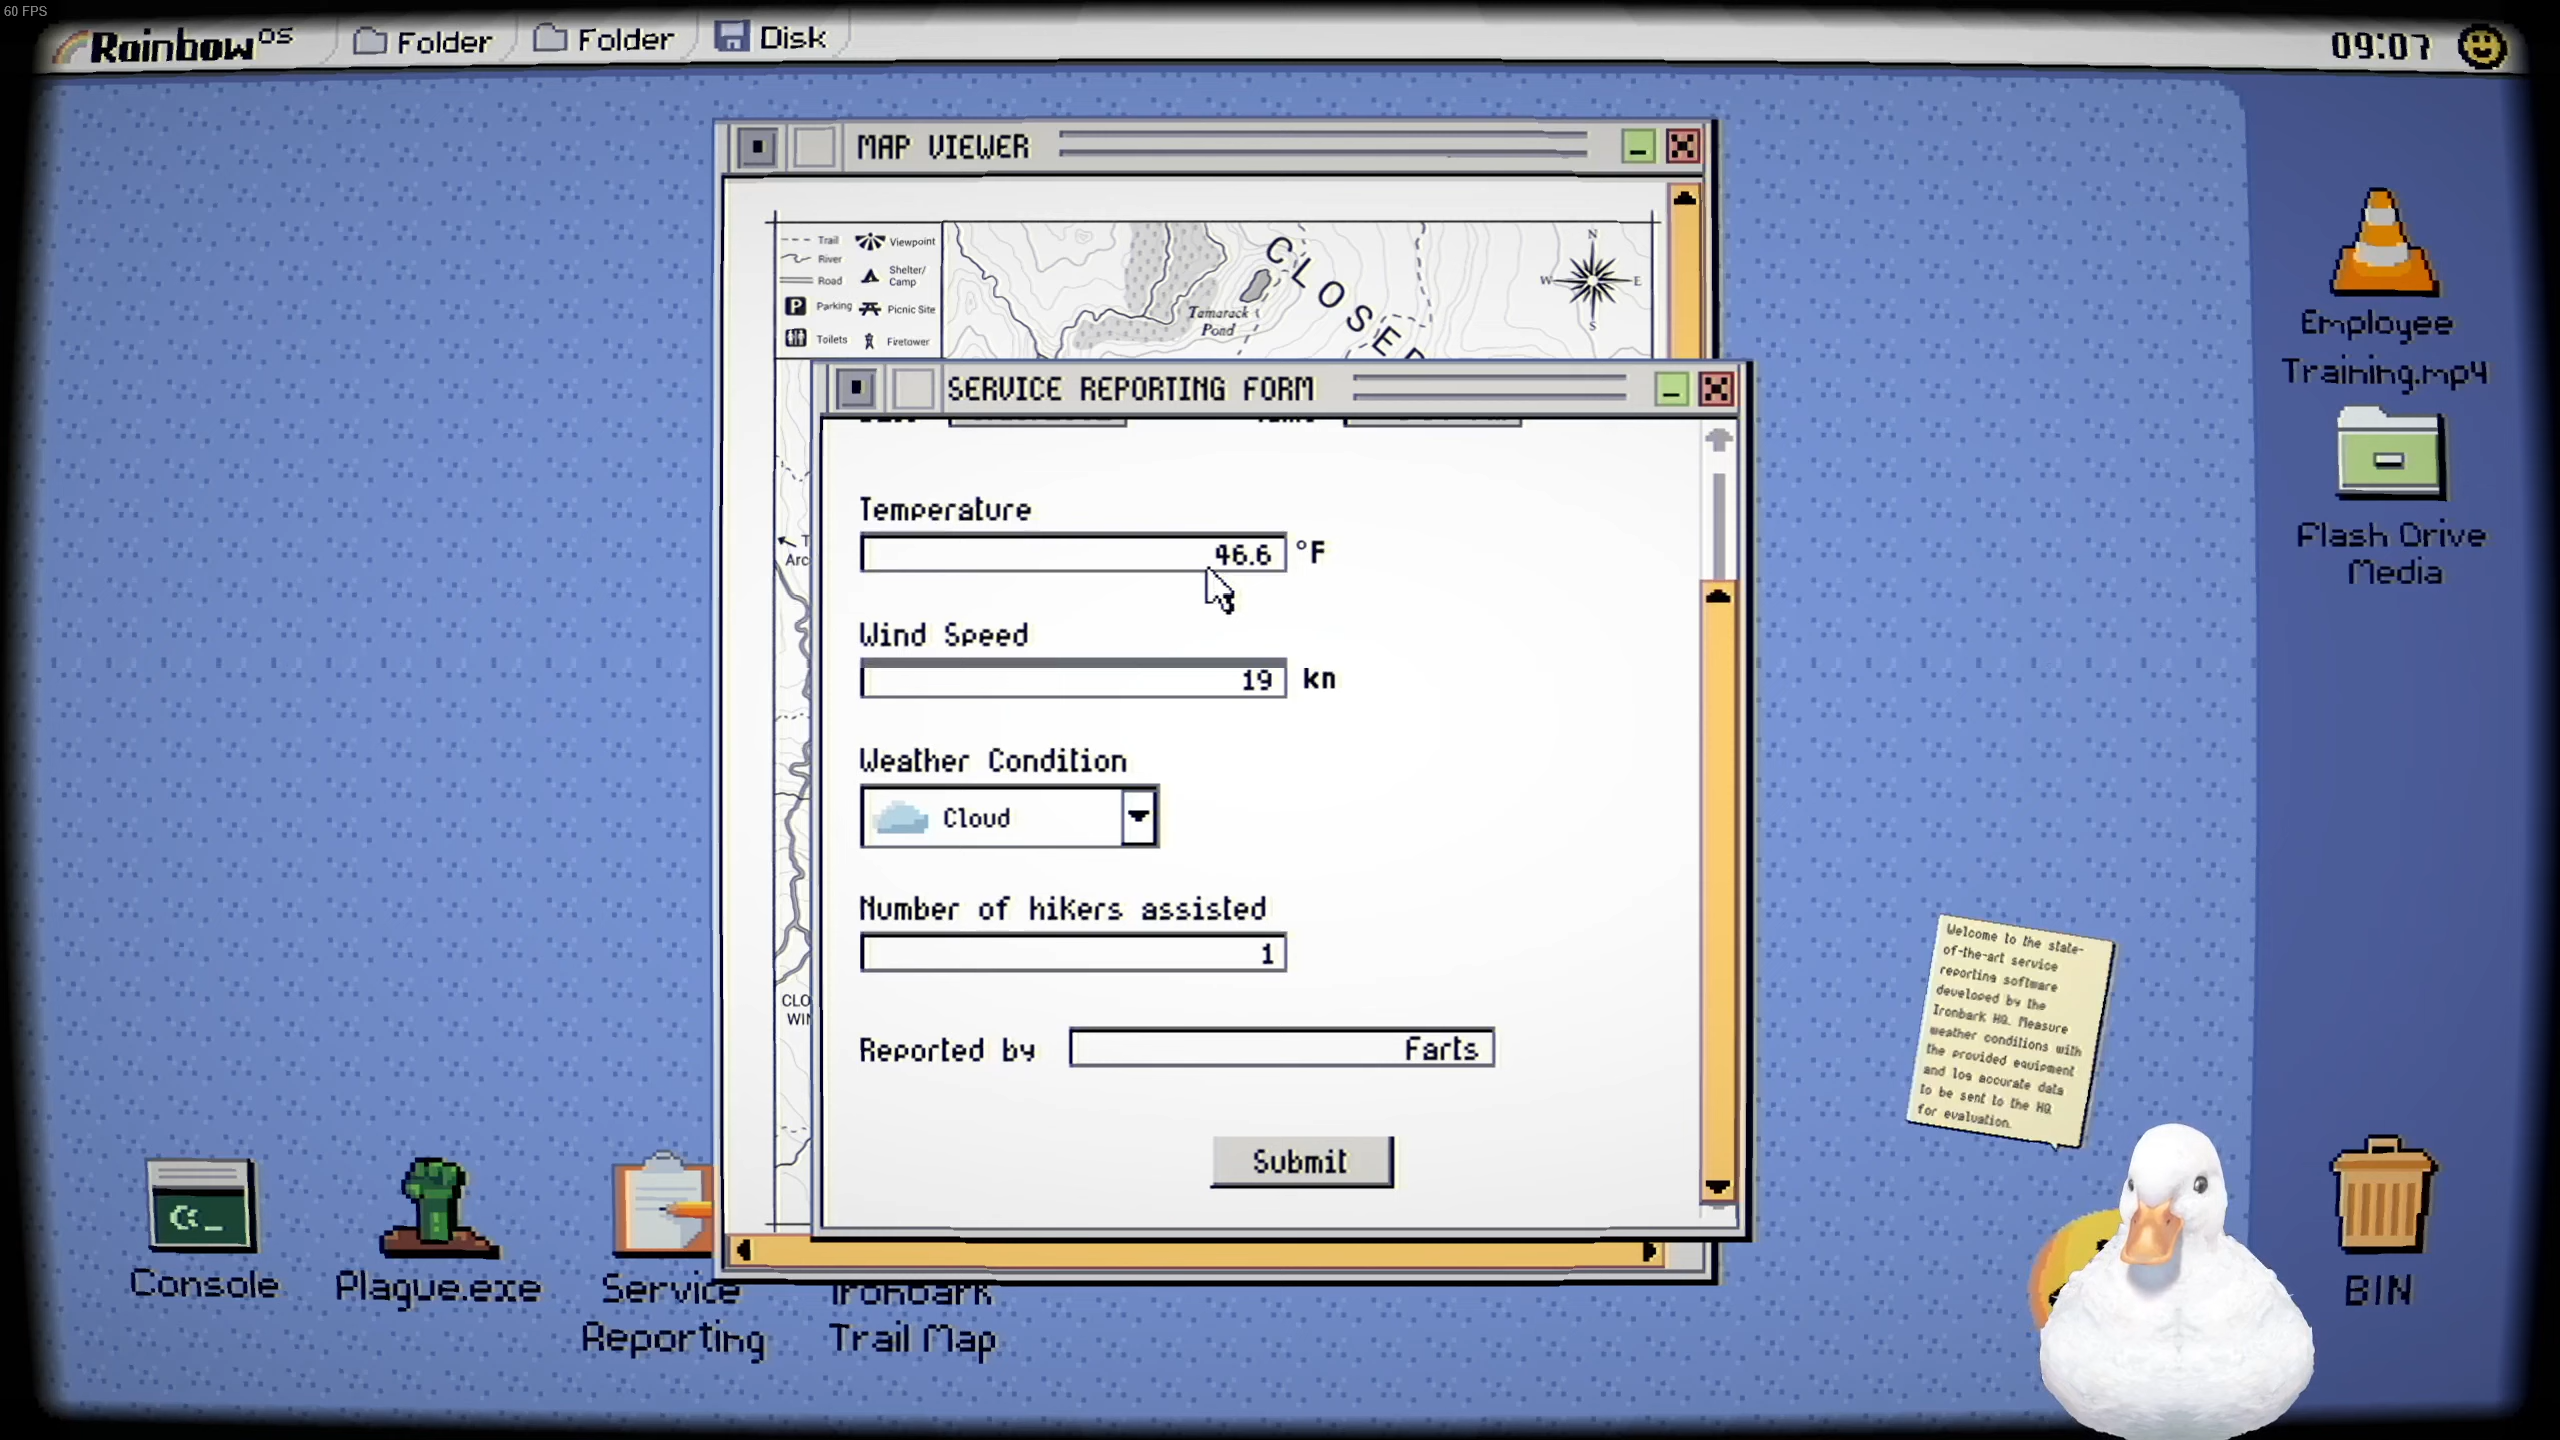 60 FPS
Rainbow OS
Folder
Folder
Disk
09:07
MAP VIEWER
Trail
River
Road
Parking
Toilets
Viewpoint
Shelter/
Camp
Picnic Site
Firetower
Tamarack
Pond
CLOSED
N
W
E
S
SERVICE REPORTING FORM
Temperature
46.6 °F
Wind Speed
19 kn
Weather Condition
Cloud
Number of hikers assisted
1
Reported by
Farts
Submit
Arc
CLO
WIN
Employee
Training.mp4
Flash Drive
Media
Welcome to the state-
of-the-art service
reporting software
developed by the
Ironbark HQ. Measure
weather conditions with
the provided equipment
and log accurate data
to be sent to the HQ
for evaluation.
Console
Plague.exe
Service
Reporting
Ironbark
Trail Map
BIN